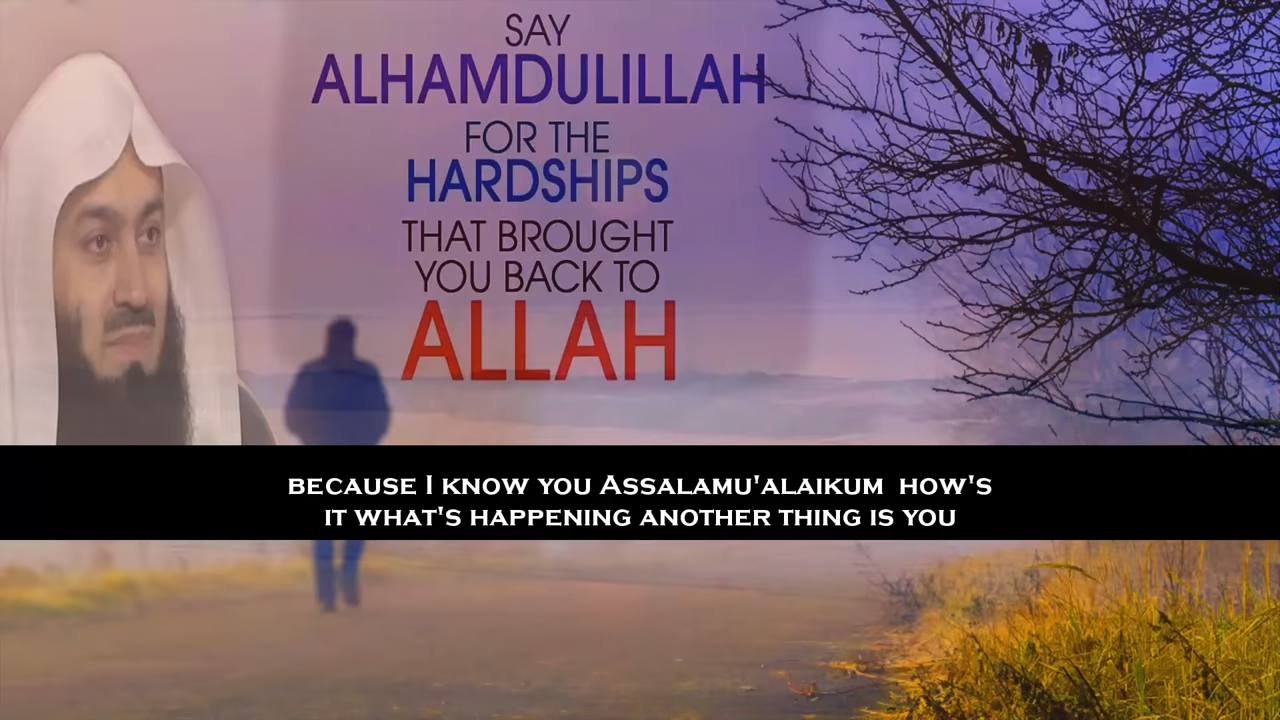 SAY
ALHAMDULILLAH
FOR THE
HARDSHIPS
THAT BROUGHT
YOU BACK TO
ALLAH
because I know you Assalamu'alaikum  how's
it what's happening another thing is you